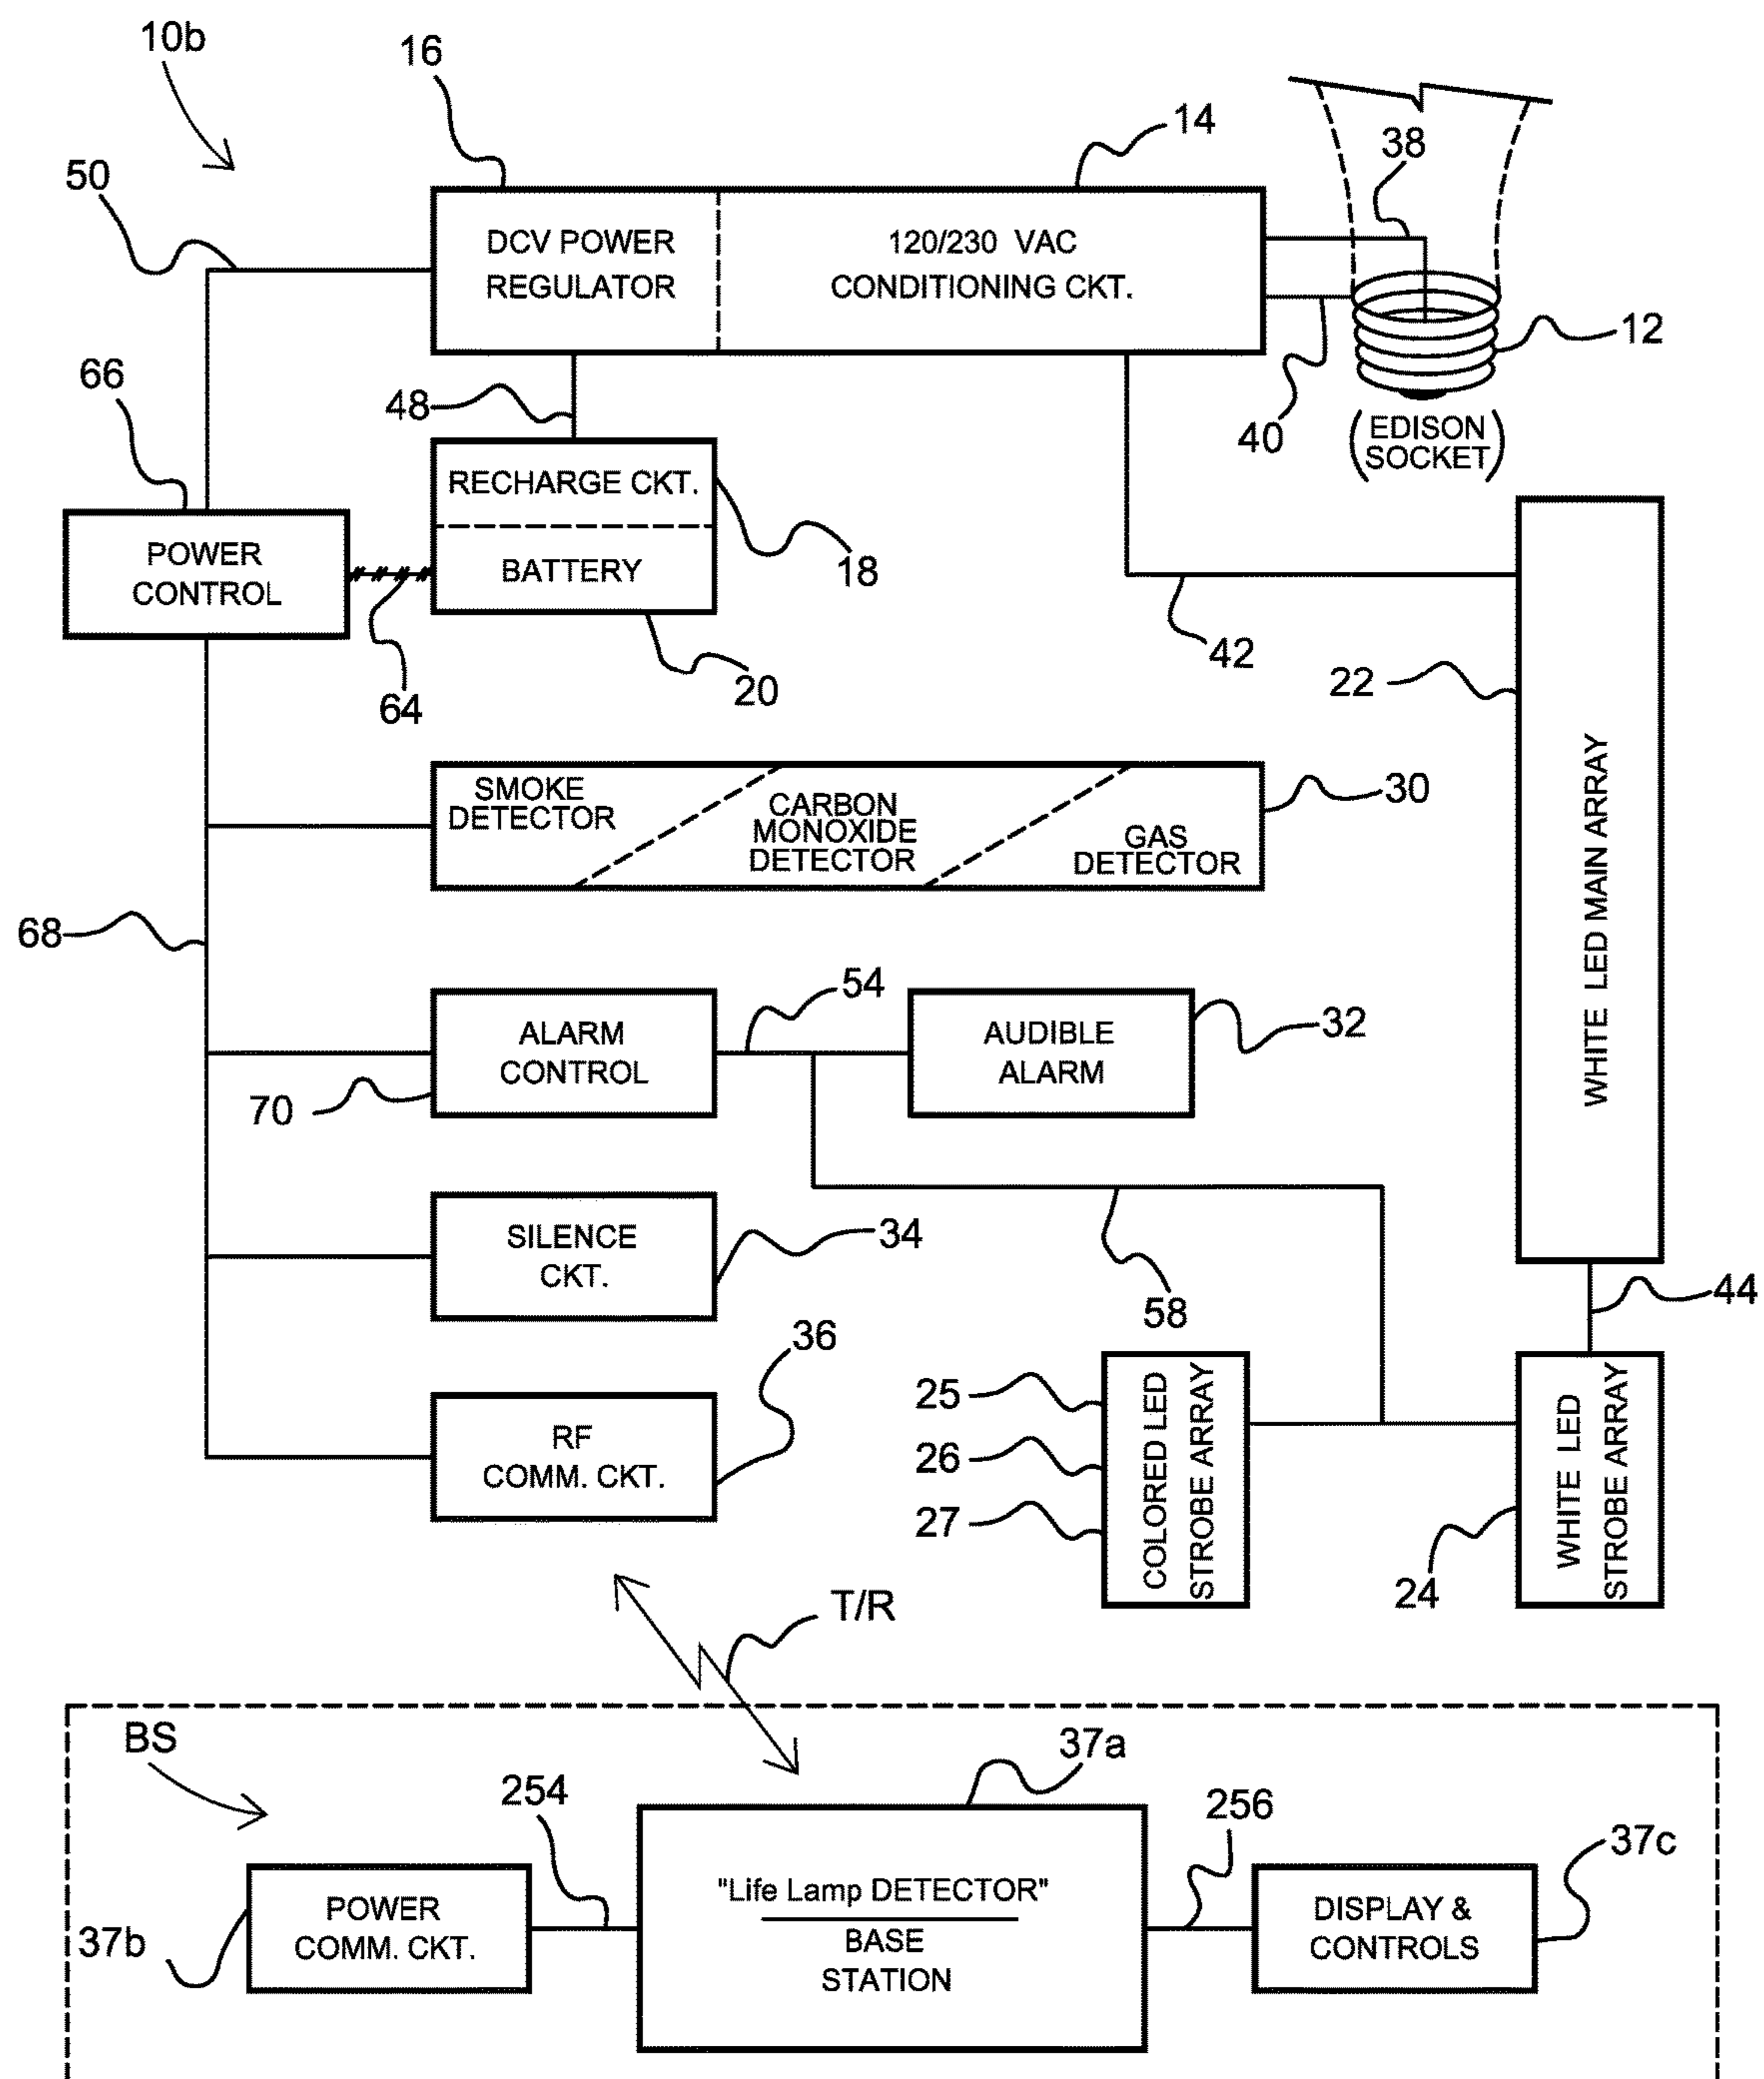 10b
16
14
38
50
DCV POWER
REGULATOR
120/230 VAC
CONDITIONING CKT.
12
40
(EDISON
SOCKET)
66
48
RECHARGE CKT.
BATTERY
18
POWER
CONTROL
64
20
42
22
WHITE LED MAIN ARRAY
SMOKE
DETECTOR
CARBON
MONOXIDE
DETECTOR
GAS
DETECTOR
30
68
54
ALARM
CONTROL
AUDIBLE
ALARM
32
70
SILENCE
CKT.
34
58
44
36
RF
COMM. CKT.
25
26
27
COLORED LED
STROBE ARRAY
WHITE LED
STROBE ARRAY
24
T/R
BS
37a
254
256
37c
"Life Lamp DETECTOR"
BASE
STATION
POWER
COMM. CKT.
37b
DISPLAY &
CONTROLS